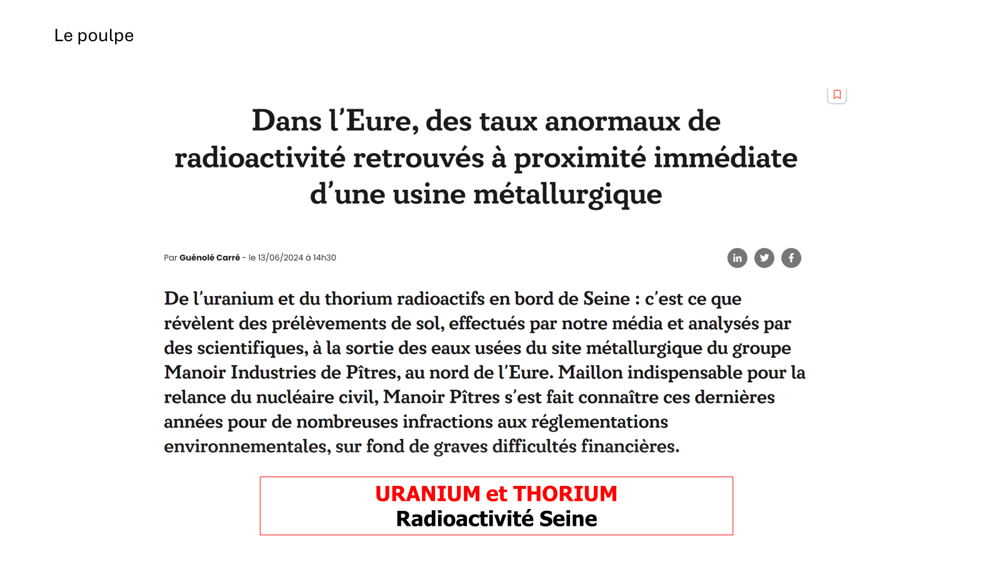 Le poulpe
Dans l'Eure, des taux anormaux de
radioactivité retrouvés à proximité immédiate
d'une usine métallurgique
Par Guénolé Carré - le 13/06/2024 à 14h30
De l'uranium et du thorium radioactifs en bord de Seine : c'est ce que
révèlent des prélèvements de sol, effectués par notre média et analysés par
des scientifiques, à la sortie des eaux usées du site métallurgique du groupe
Manoir Industries de Pîtres, au nord de l'Eure. Maillon indispensable pour la
relance du nucléaire civil, Manoir Pîtres s'est fait connaître ces dernières
années pour de nombreuses infractions aux réglementations
environnementales, sur fond de graves difficultés financières.
URANIUM et THORIUM
Radioactivité Seine